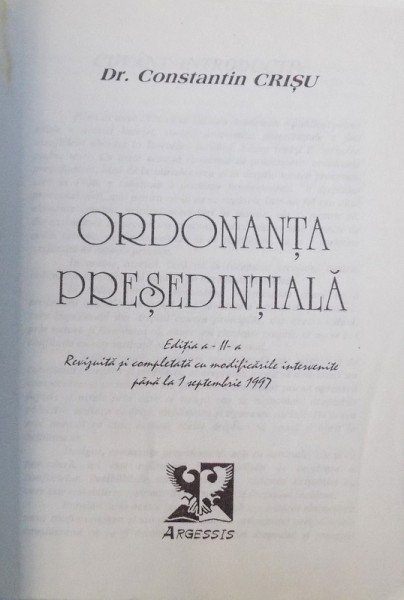 Dr. Constantin CRIȘU
ORDONANȚA
PREȘEDINȚIALĂ
Ediția a - II- a
Revizuită și completată cu modificările intervenite
până la 1 septembrie 1997
ARGESSIS